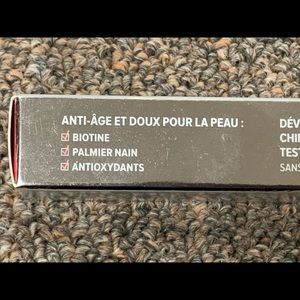 ANTI-ÂGE ET DOUX POUR LA PEAU :
BIOTINE
PALMIER NAIN
ANTIOXYDANTS
DÉV
CHI
TEST
SANS